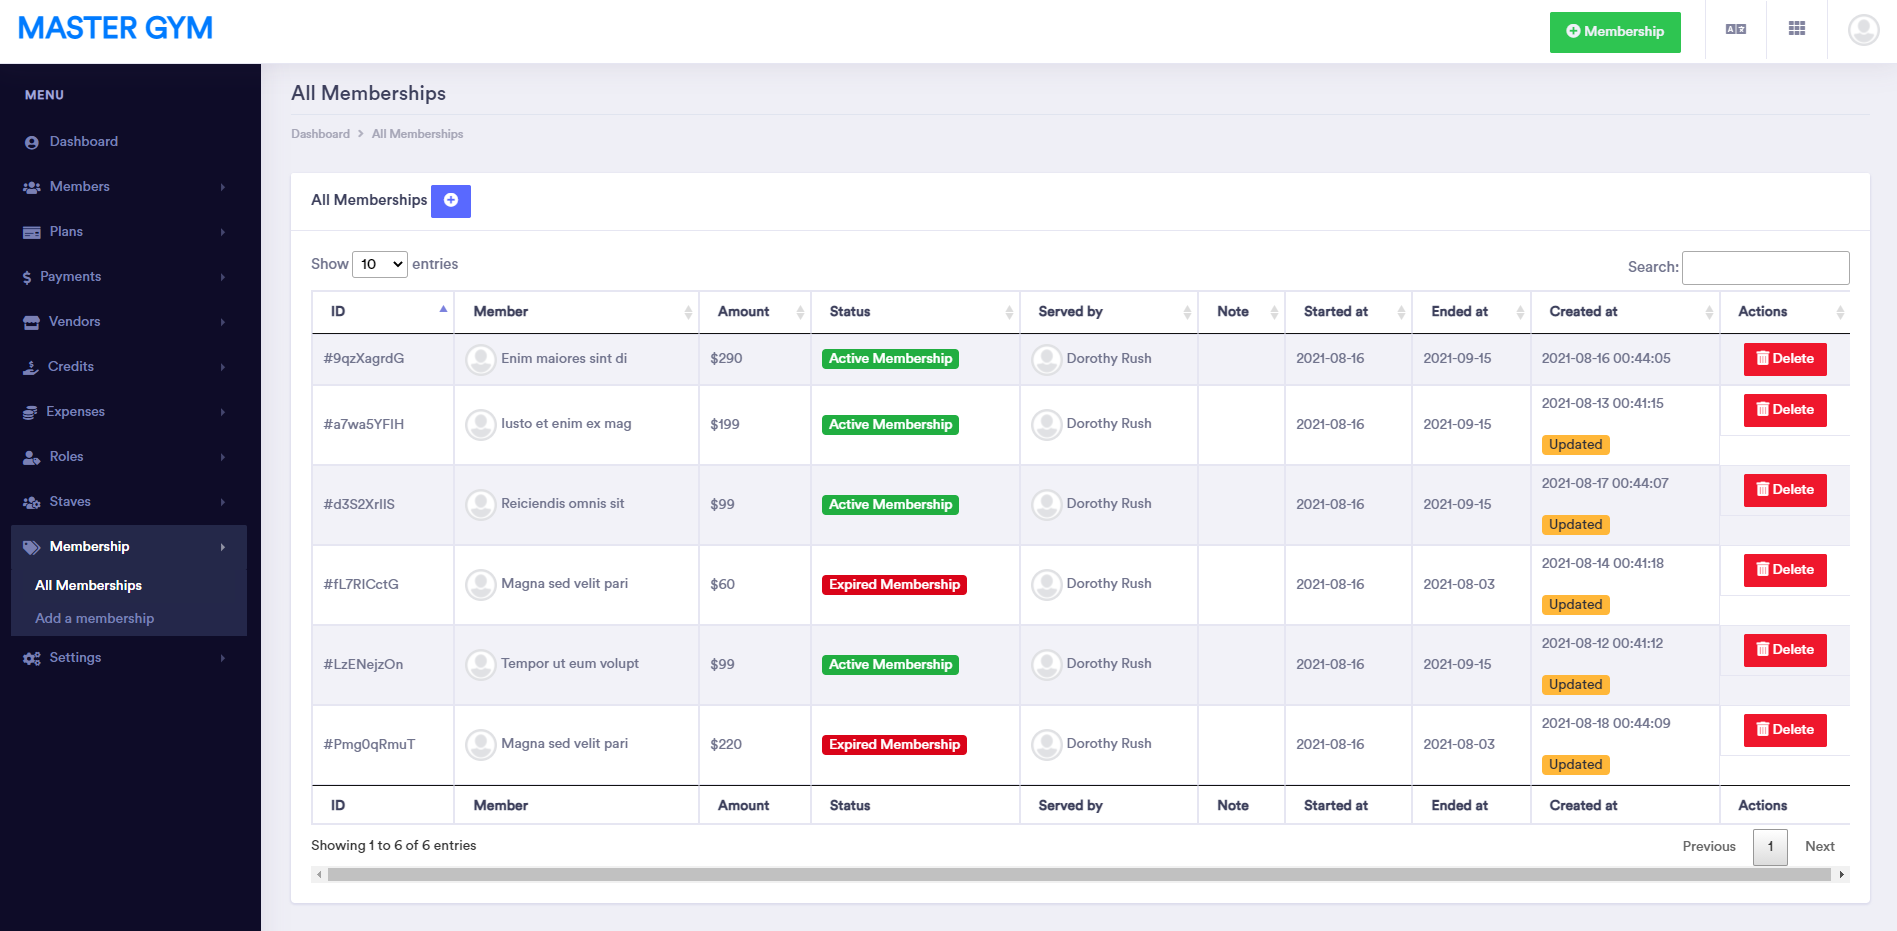 MASTER GYM
Membership
MENU
Dashboard
Members
Plans
Payments
Vendors
Credits
Expenses
Roles
Staves
Membership
All Memberships
Add a membership
Settings
All Memberships
Dashboard > All Memberships
All Memberships
Show 10 entries
Search:
ID Member Amount Status Served by Note Started at Ended at Created at Actions
#9qzXagrdG Enim maiores sint di $290 Active Membership Dorothy Rush 2021-08-16 2021-09-15 2021-08-16 00:44:05 Delete
#a7wa5YFIH Iusto et enim ex mag $199 Active Membership Dorothy Rush 2021-08-16 2021-09-15 2021-08-13 00:41:15 Delete
Updated
#d3S2XrIIS Reiciendis omnis sit $99 Active Membership Dorothy Rush 2021-08-16 2021-09-15 2021-08-17 00:44:07 Delete
Updated
#fL7RICctG Magna sed velit pari $60 Expired Membership Dorothy Rush 2021-08-16 2021-08-03 2021-08-14 00:41:18 Delete
Updated
#LzENejzOn Tempor ut eum volupt $99 Active Membership Dorothy Rush 2021-08-16 2021-09-15 2021-08-12 00:41:12 Delete
Updated
#Pmg0qRmuT Magna sed velit pari $220 Expired Membership Dorothy Rush 2021-08-16 2021-08-03 2021-08-18 00:44:09 Delete
Updated
ID Member Amount Status Served by Note Started at Ended at Created at Actions
Showing 1 to 6 of 6 entries
Previous 1 Next